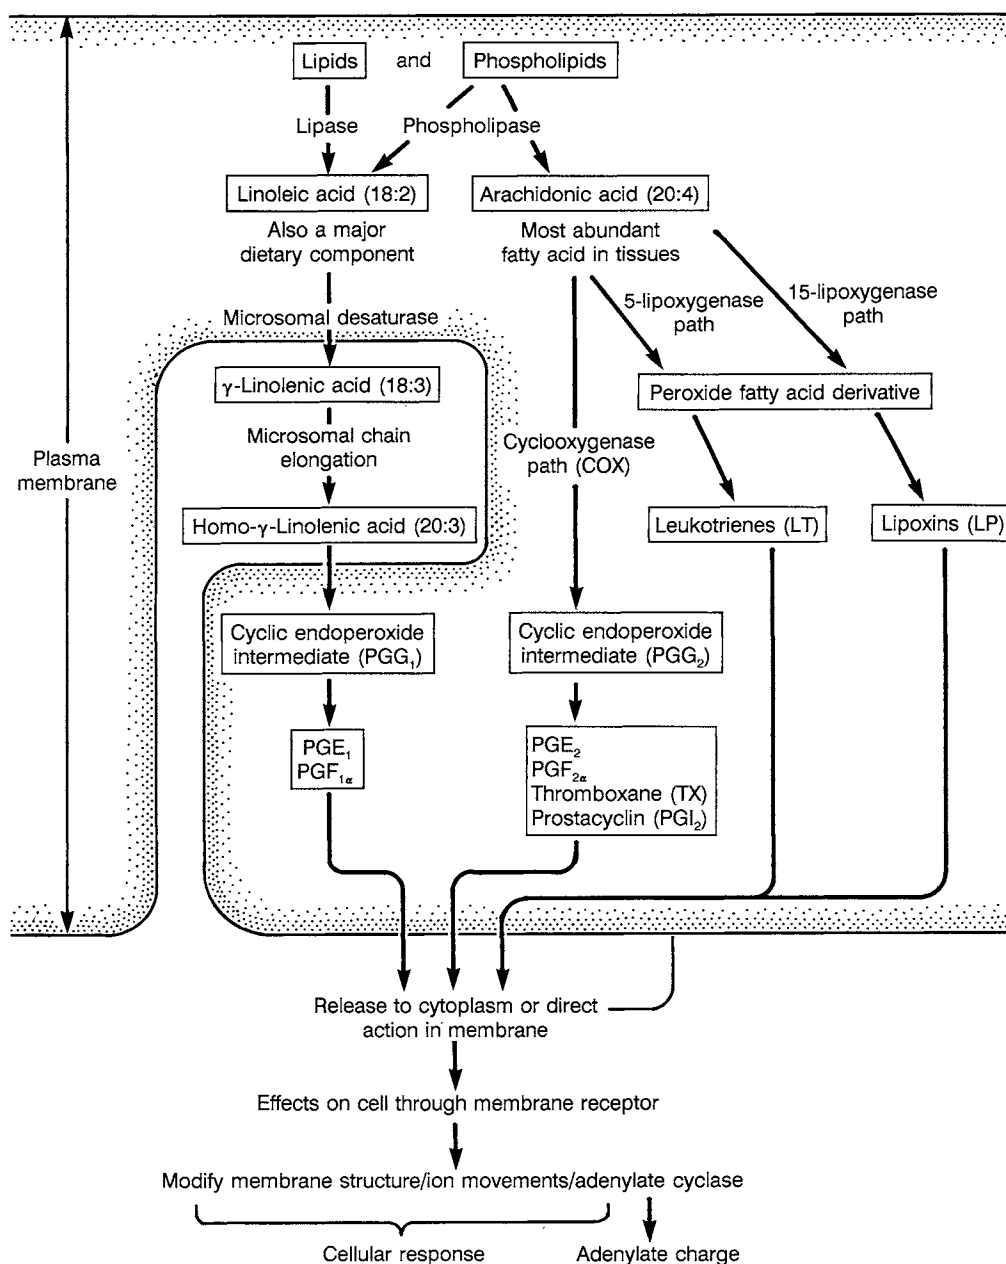 Lipids and Phospholipids
Lipase Phospholipase
Linoleic acid (18:2)
Arachidonic acid (20:4)
Also a major
dietary component
Most abundant
fatty acid in tissues
5-lipoxygenase
path
15-lipoxygenase
path
Microsomal desaturase
γ-Linolenic acid (18:3)
Peroxide fatty acid derivative
Microsomal chain
elongation
Cyclooxygenase
path (COX)
Plasma
membrane
Homo-γ-Linolenic acid (20:3)
Leukotrienes (LT)
Lipoxins (LP)
Cyclic endoperoxide
intermediate (PGG₁)
Cyclic endoperoxide
intermediate (PGG₂)
PGE₁
PGF₁α
PGE₂
PGF₂α
Thromboxane (TX)
Prostacyclin (PGI₂)
Release to cytoplasm or direct
action in membrane
Effects on cell through membrane receptor
Modify membrane structure/ion movements/adenylate cyclase
Cellular response
Adenylate charge